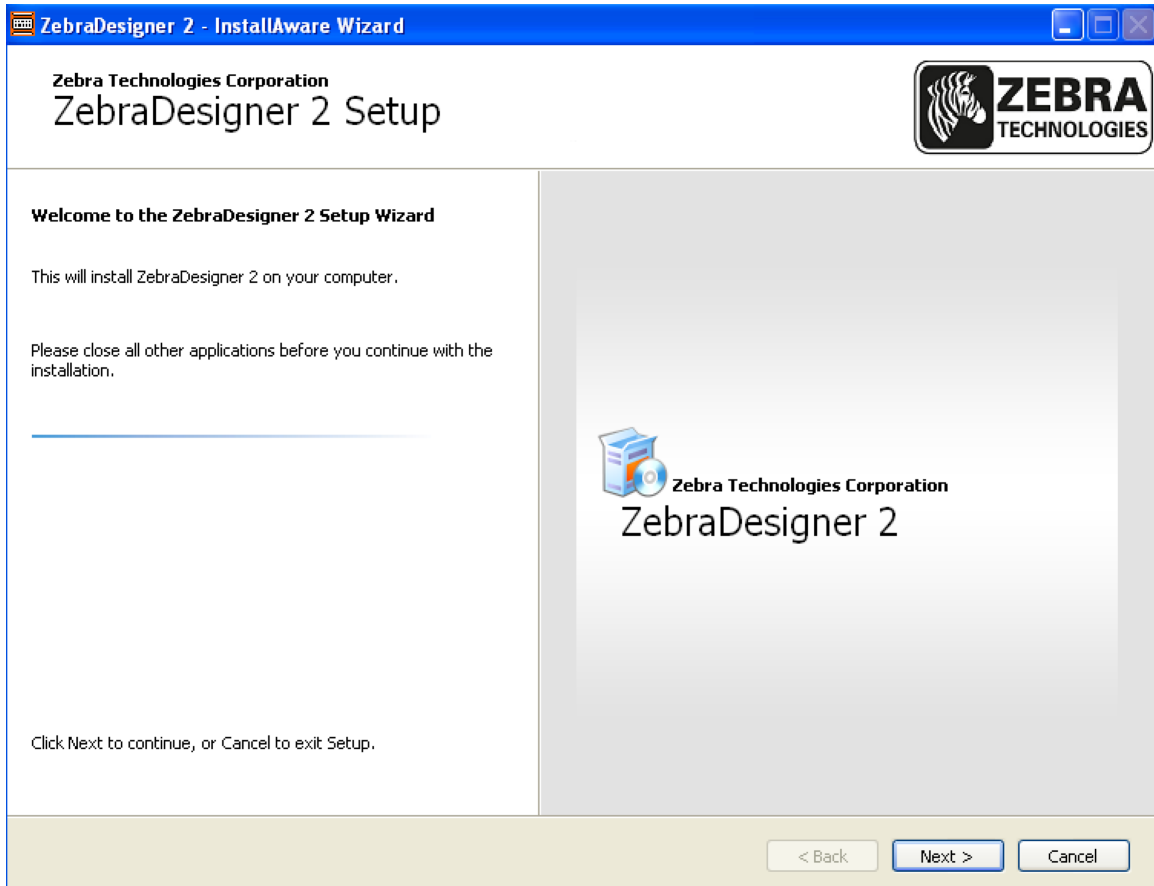 ZebraDesigner 2 - InstallAware Wizard
Zebra Technologies Corporation
ZebraDesigner 2 Setup
ZEBRA
TECHNOLOGIES
Welcome to the ZebraDesigner 2 Setup Wizard
This will install ZebraDesigner 2 on your computer.
Please close all other applications before you continue with the
installation.
Zebra Technologies Corporation
ZebraDesigner 2
Click Next to continue, or Cancel to exit Setup.
< Back
Next >
Cancel